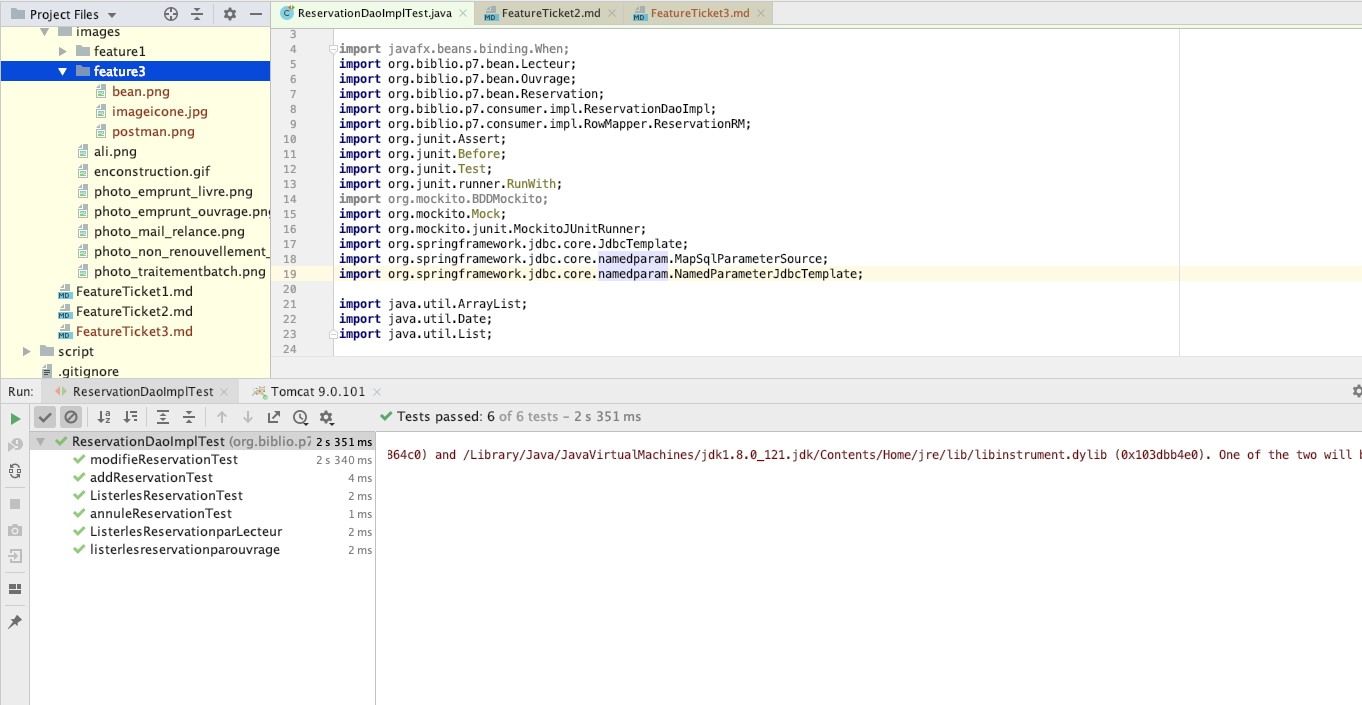 Project Files
ReservationDaoImplTest.java
FeatureTicket2.md
FeatureTicket3.md
images
feature1
feature3
bean.png
imageicone.jpg
postman.png
ali.png
enconstruction.gif
photo_emprunt_livre.png
photo_emprunt_ouvrage.png
photo_mail_relance.png
photo_non_renouvellement_
photo_traitementbatch.png
FeatureTicket1.md
FeatureTicket2.md
FeatureTicket3.md
script
.gitignore
3
4 import javafx.beans.binding.When;
5 import org.biblio.p7.bean.Lecteur;
6 import org.biblio.p7.bean.Ouvrage;
7 import org.biblio.p7.bean.Reservation;
8 import org.biblio.p7.consumer.impl.ReservationDaoImpl;
9 import org.biblio.p7.consumer.impl.RowMapper.ReservationRM;
10 import org.junit.Assert;
11 import org.junit.Before;
12 import org.junit.Test;
13 import org.junit.runner.RunWith;
14 import org.mockito.BDDMockito;
15 import org.mockito.Mock;
16 import org.mockito.junit.MockitoJUnitRunner;
17 import org.springframework.jdbc.core.JdbcTemplate;
18 import org.springframework.jdbc.core.namedparam.MapSqlParameterSource;
19 import org.springframework.jdbc.core.namedparam.NamedParameterJdbcTemplate;
20
21 import java.util.ArrayList;
22 import java.util.Date;
23 import java.util.List;
24
Run: ReservationDaoImplTest Tomcat 9.0.101
Tests passed: 6 of 6 tests – 2 s 351 ms
ReservationDaoImplTest (org.biblio.p7 2 s 351 ms
modifieReservationTest 2 s 340 ms
addReservationTest 4 ms
ListerlesReservationTest 2 ms
annuleReservationTest 1 ms
ListerlesReservationparLecteur 2 ms
listerlesreservationparouvrage 2 ms
864c0) and /Library/Java/JavaVirtualMachines/jdk1.8.0_121.jdk/Contents/Home/jre/lib/libinstrument.dylib (0x103dbb4e0). One of the two will b